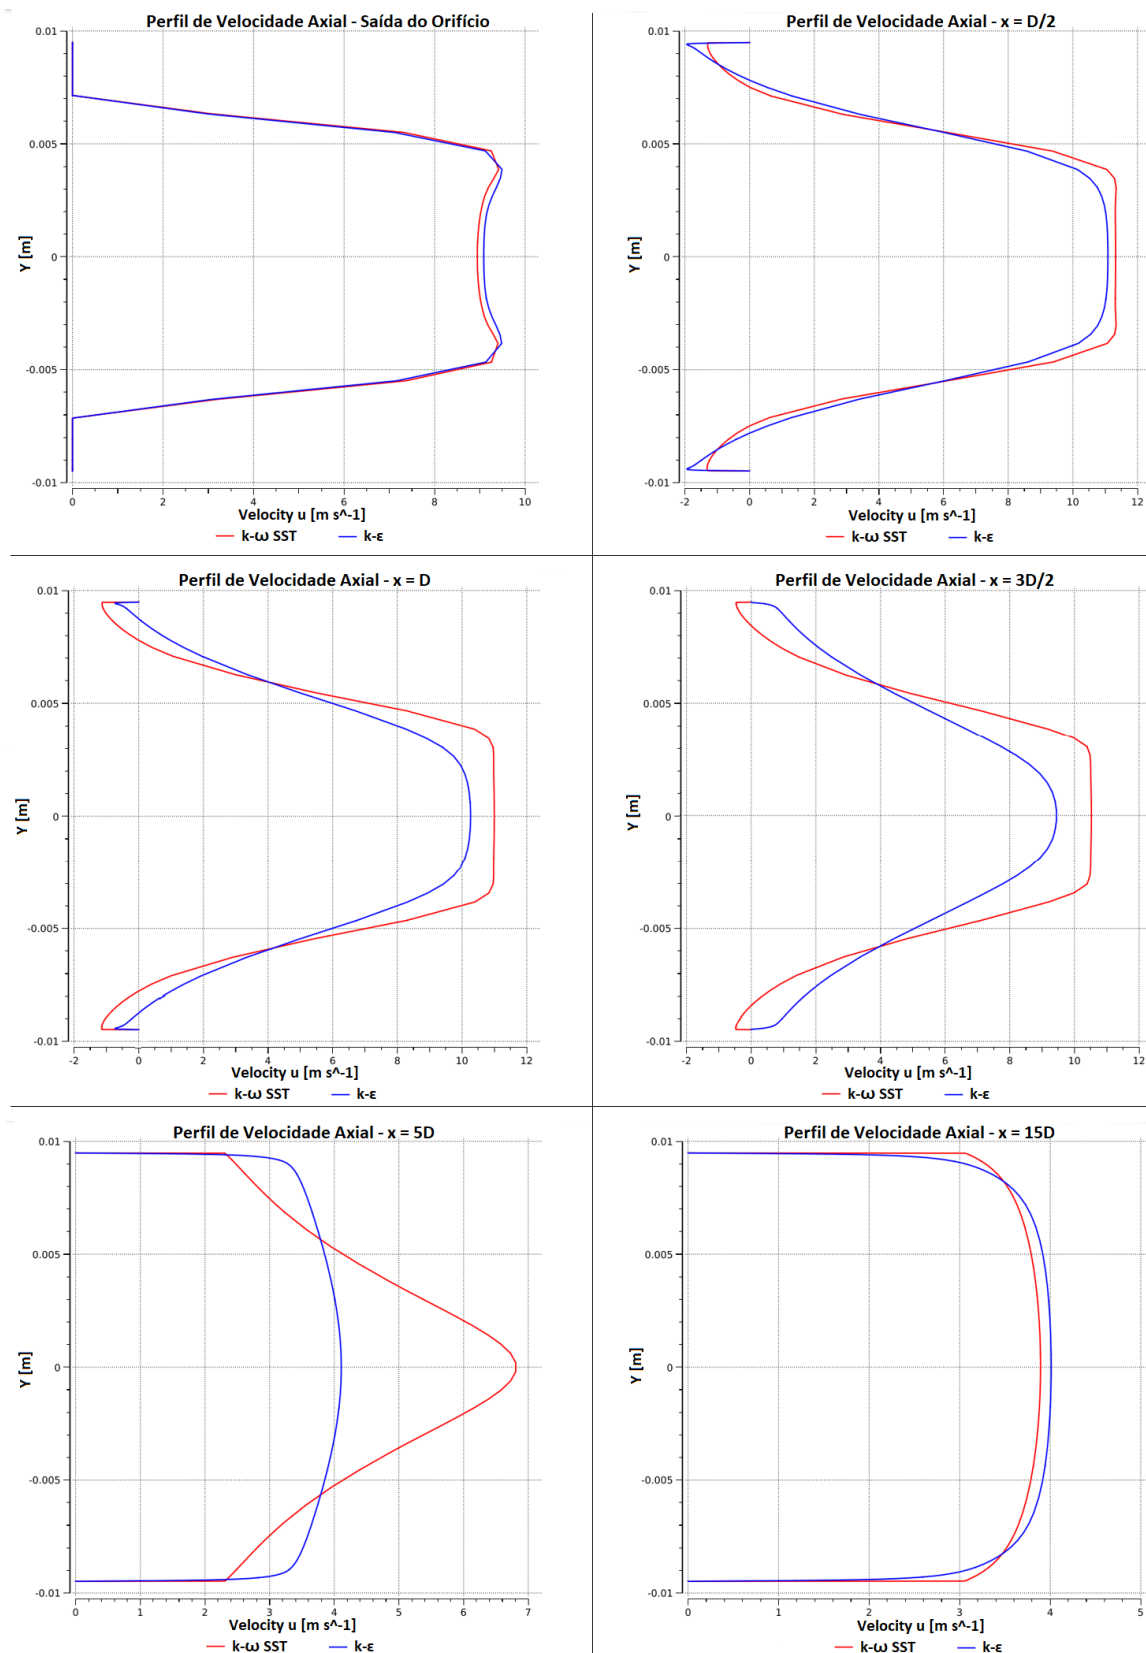 Perfil de Velocidade Axial - Saída do Orifício
0.01
0.005
0
-0.005
-0.01
Y [m]
0 2 4 6 8 10
Velocity u [m s^-1]
k-ω SST k-ε
Perfil de Velocidade Axial - x = D/2
0.01
0.005
0
-0.005
-0.01
Y [m]
-2 0 2 4 6 8 10 12
Velocity u [m s^-1]
k-ω SST k-ε
Perfil de Velocidade Axial - x = D
0.01
0.005
0
-0.005
-0.01
Y [m]
-2 0 2 4 6 8 10 12
Velocity u [m s^-1]
k-ω SST k-ε
Perfil de Velocidade Axial - x = 3D/2
0.01
0.005
0
-0.005
-0.01
Y [m]
-2 0 2 4 6 8 10 12
Velocity u [m s^-1]
k-ω SST k-ε
Perfil de Velocidade Axial - x = 5D
0.01
0.005
0
-0.005
-0.01
Y [m]
0 1 2 3 4 5 6 7
Velocity u [m s^-1]
k-ω SST k-ε
Perfil de Velocidade Axial - x = 15D
0.01
0.005
0
-0.005
-0.01
Y [m]
0 1 2 3 4 5
Velocity u [m s^-1]
k-ω SST k-ε